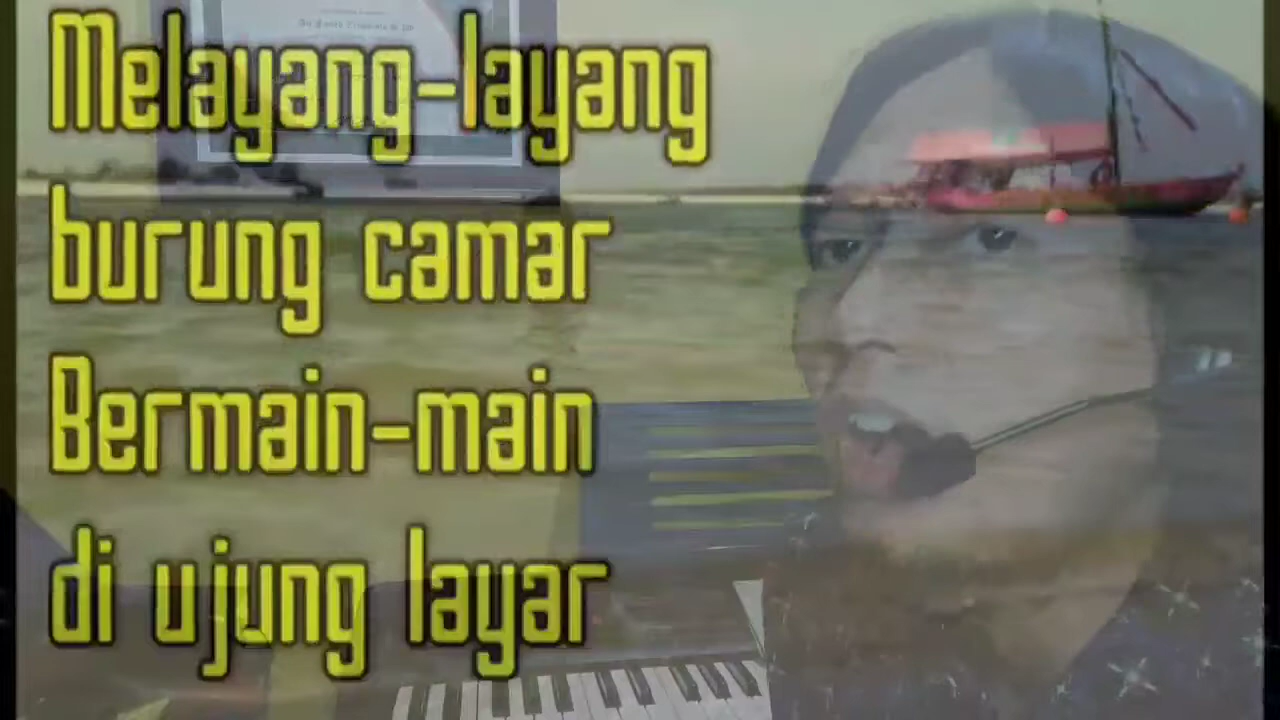 Melayang-layang
burung camar
Bermain-main
di ujung layar